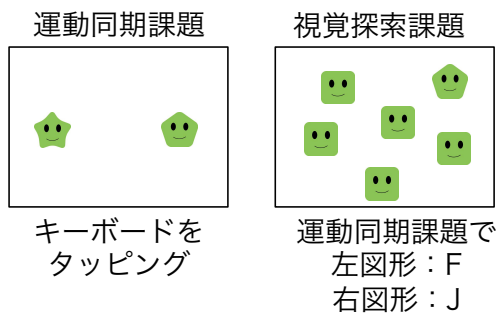 運動同期課題
視覚探索課題
キーボードを
タッピング
運動同期課題で
左図形：F
右図形：J